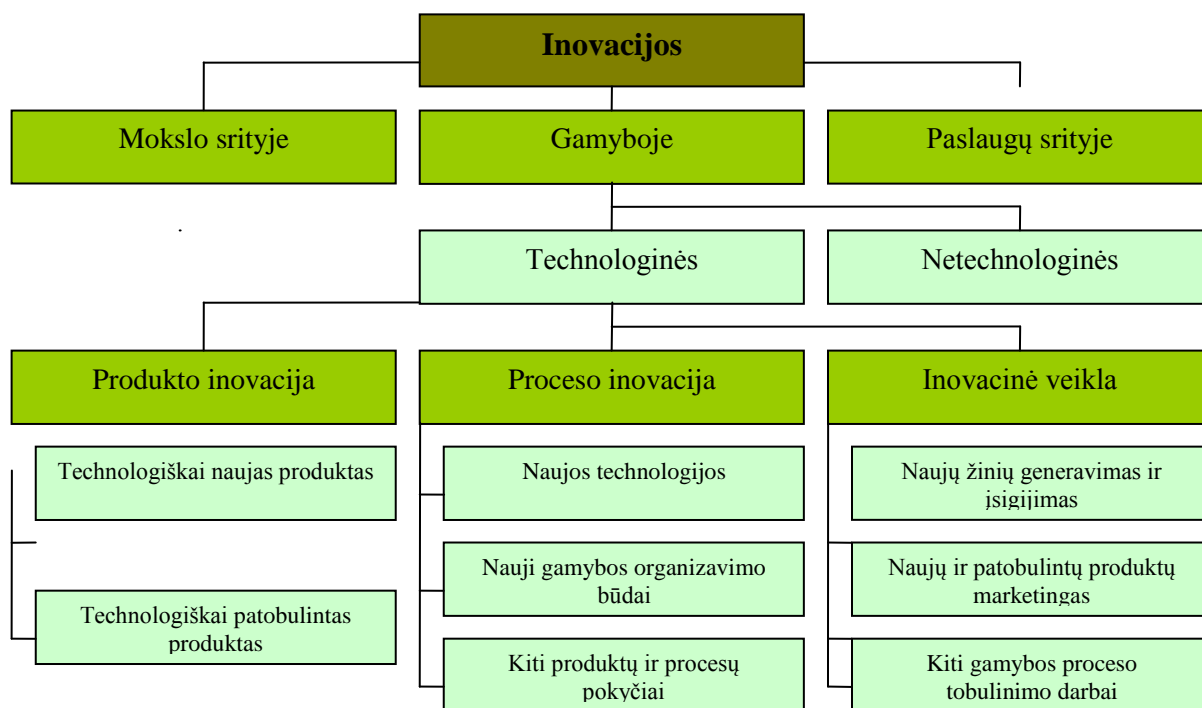 Inovacijos
Mokslo srityje
Gamyboje
Paslaugų srityje
Technologinės
Netechnologinės
Produkto inovacija
Proceso inovacija
Inovacinė veikla
Technologiškai naujas produktas
Naujos technologijos
Naujų žinių generavimas ir
įsigijimas
Nauji gamybos organizavimo
būdai
Naujų ir patobulintų produktų
marketingas
Technologiškai patobulintas
produktas
Kiti produktų ir procesų
pokyčiai
Kiti gamybos proceso
tobulinimo darbai